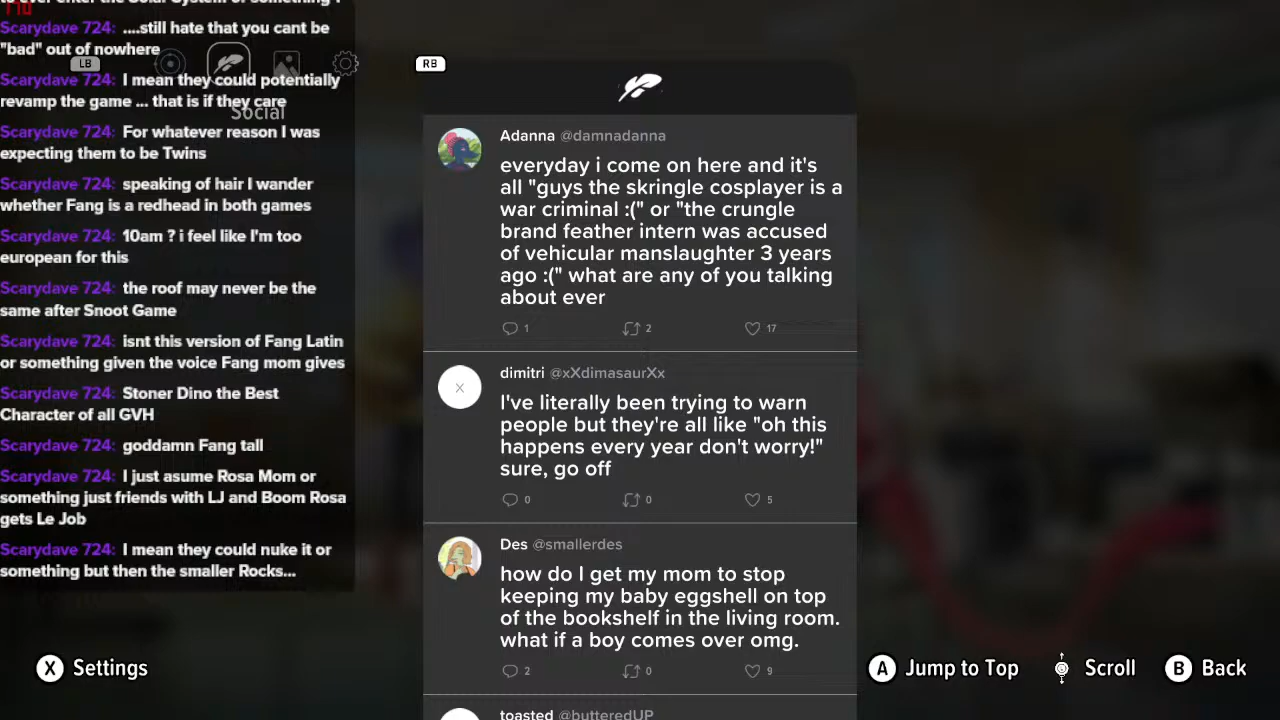 to ever enter the Solar System or something ?
Scarydave 724: ....still hate that you cant be
"bad" out of nowhere
Scarydave 724: I mean they could potentially
revamp the game ... that is if they care
Scarydave 724: For whatever reason I was
expecting them to be Twins
Scarydave 724: speaking of hair I wander
whether Fang is a redhead in both games
Scarydave 724: 10am ? i feel like I'm too
european for this
Scarydave 724: the roof may never be the
same after Snoot Game
Scarydave 724: isnt this version of Fang Latin
or something given the voice Fang mom gives
Scarydave 724: Stoner Dino the Best
Character of all GVH
Scarydave 724: goddamn Fang tall
Scarydave 724: I just asume Rosa Mom or
something just friends with LJ and Boom Rosa
gets Le Job
Scarydave 724: I mean they could nuke it or
something but then the smaller Rocks...
LB
Social
RB
Adanna @damnadanna
everyday i come on here and it's
all "guys the skringle cosplayer is a
war criminal :(" or "the crungle
brand feather intern was accused
of vehicular manslaughter 3 years
ago :(" what are any of you talking
about ever
1 2 17
X
dimitri @xXdimasaurXx
I've literally been trying to warn
people but they're all like "oh this
happens every year don't worry!"
sure, go off
0 0 5
Des @smallerdes
how do I get my mom to stop
keeping my baby eggshell on top
of the bookshelf in the living room.
what if a boy comes over omg.
2 0 9
toasted @butteredUP
X Settings
A Jump to Top Scroll B Back